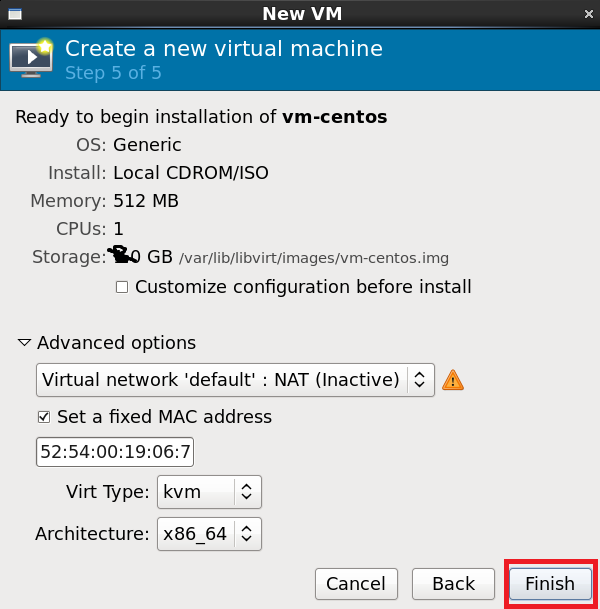 New VM
Create a new virtual machine
Step 5 of 5
Ready to begin installation of vm-centos
OS: Generic
Install: Local CDROM/ISO
Memory: 512 MB
CPUs: 1
Storage: GB /var/lib/libvirt/images/vm-centos.img
Customize configuration before install
Advanced options
Virtual network 'default' : NAT (Inactive)
Set a fixed MAC address
52:54:00:19:06:7
Virt Type: kvm
Architecture: x86_64
Cancel Back Finish